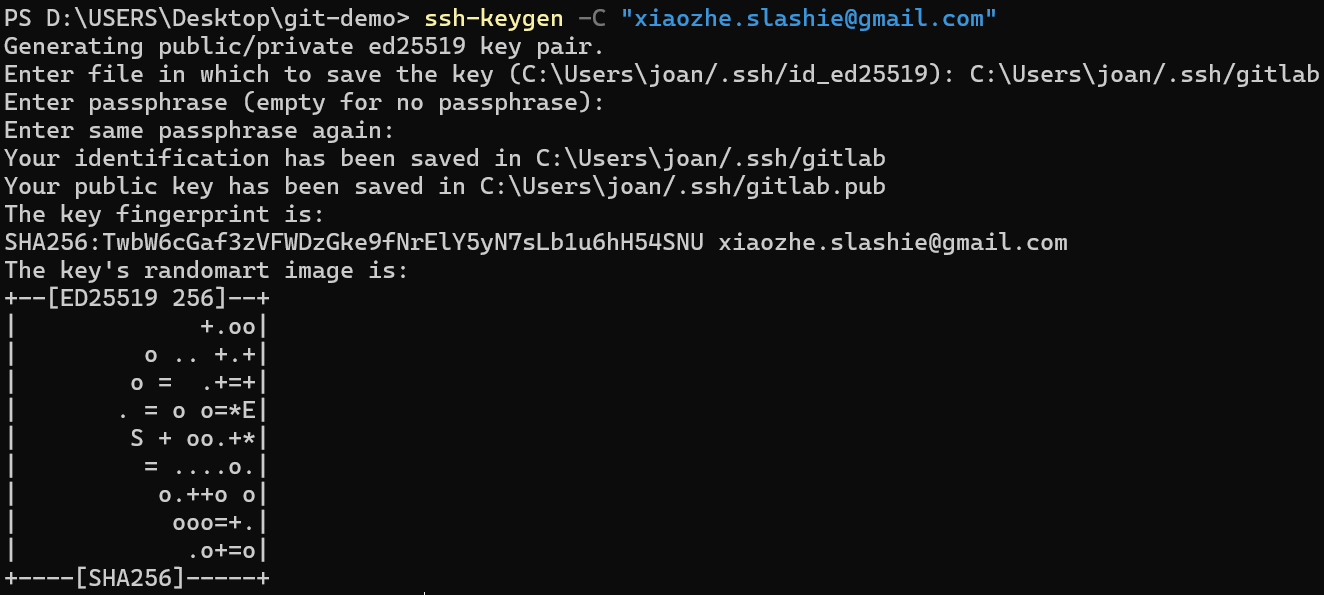 PS D:\USERS\Desktop\git-demo> ssh-keygen -C "xiaozhe.slashie@gmail.com"
Generating public/private ed25519 key pair.
Enter file in which to save the key (C:\Users\joan/.ssh/id_ed25519): C:\Users\joan/.ssh/gitlab
Enter passphrase (empty for no passphrase):
Enter same passphrase again:
Your identification has been saved in C:\Users\joan/.ssh/gitlab
Your public key has been saved in C:\Users\joan/.ssh/gitlab.pub
The key fingerprint is:
SHA256:TwbW6cGaf3zVFWDzGke9fNrElY5yN7sLb1u6hH54SNU xiaozhe.slashie@gmail.com
The key's randomart image is:
+--[ED25519 256]--+
|             +.oo|
|         o .. +.+|
|        o =  .+=+|
|       . = o o=*E|
|        S + oo.+*|
|         = ....o.|
|          o.++o o|
|           ooo=+.|
|            .o+=o|
+----[SHA256]-----+